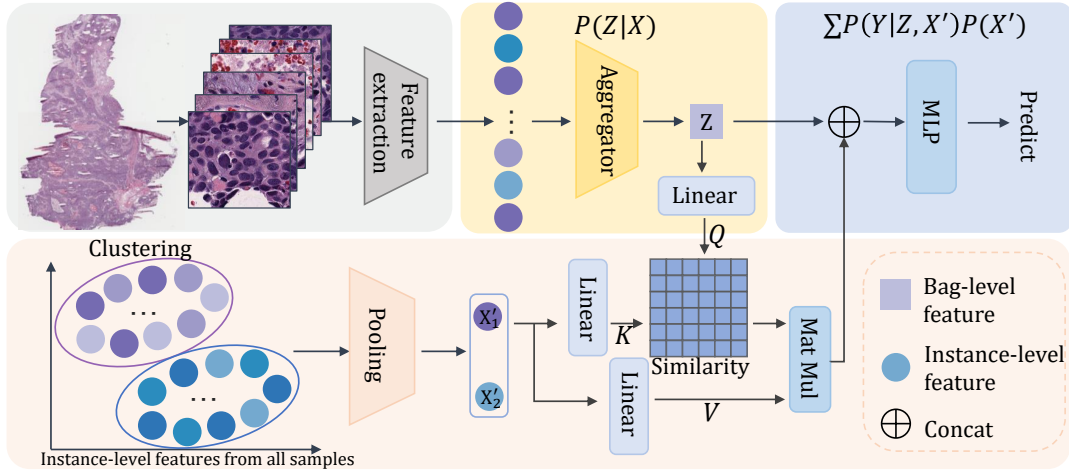 Feature
extraction
P(Z|X)
Aggregator
Z
Linear
Q
∑P(Y|Z, X′)P(X′)
MLP
Predict
Clustering
...
...
Instance-level features from all samples
Pooling
X′₁
X′₂
Linear
K
Linear
V
Similarity
Mat Mul
Bag-level
feature
Instance-level
feature
Concat